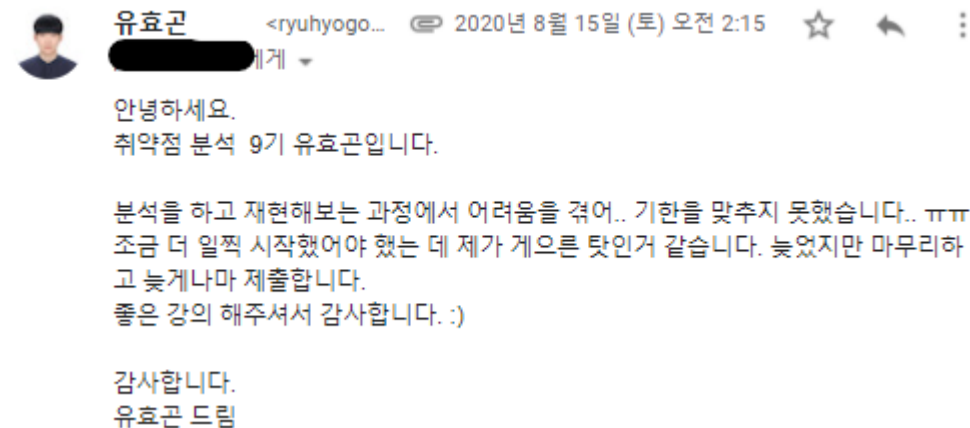 유효곤 <ryuhyogo... 2020년 8월 15일 (토) 오전 2:15
에게
안녕하세요.
취약점 분석  9기 유효곤입니다.
분석을 하고 재현해보는 과정에서 어려움을 겪어.. 기한을 맞추지 못했습니다.. ㅠㅠ
조금 더 일찍 시작했어야 했는 데 제가 게으른 탓인거 같습니다. 늦었지만 마무리하
고 늦게나마 제출합니다.
좋은 강의 해주셔서 감사합니다. :)
감사합니다.
유효곤 드림